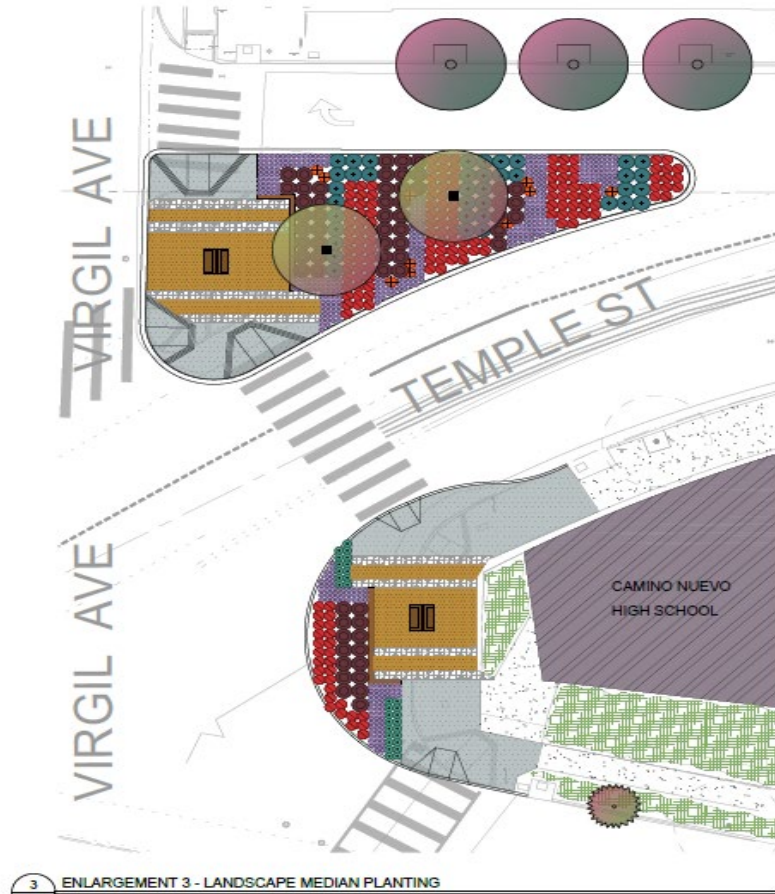 VIRGIL AVE
TEMPLE ST
VIRGIL AVE
CAMINO NUEVO
HIGH SCHOOL
3 ENLARGEMENT 3 - LANDSCAPE MEDIAN PLANTING